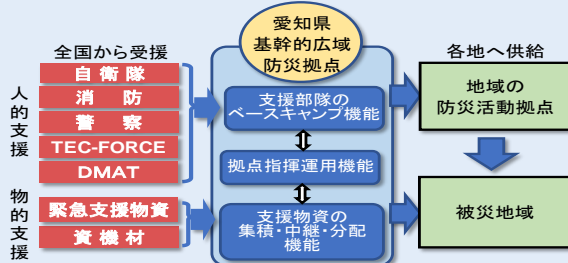 全国から受援
人的支援
自衛隊
消防
警察
TEC-FORCE
DMAT
物的支援
緊急支援物資
資機材
愛知県
基幹的広域
防災拠点
支援部隊の
ベースキャンプ機能
拠点指揮運用機能
支援物資の
集積・中継・分配
機能
各地へ供給
地域の
防災活動拠点
被災地域